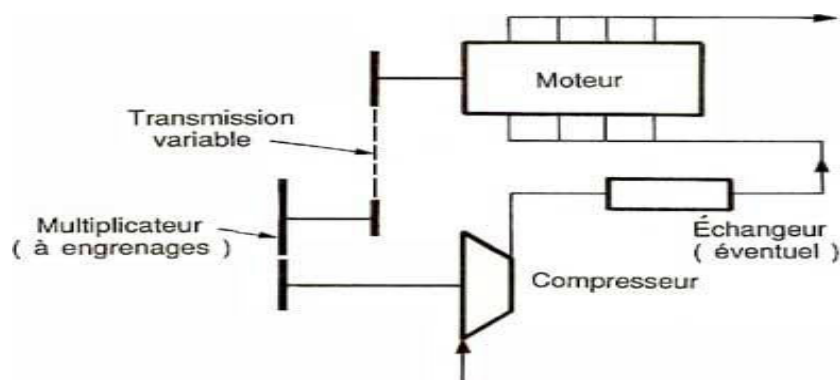 Moteur
Transmission
variable
Multiplicateur
( à engrenages )
Échangeur
( éventuel )
Compresseur